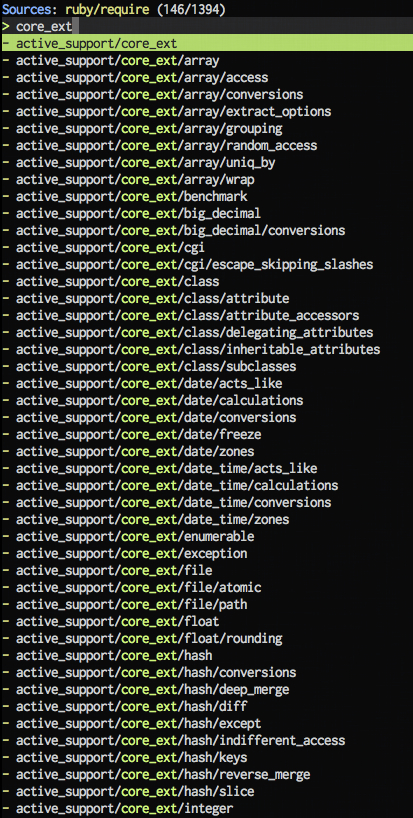 Sources: ruby/require (146/1394)
> core_ext
- active_support/core_ext
- active_support/core_ext/array
- active_support/core_ext/array/access
- active_support/core_ext/array/conversions
- active_support/core_ext/array/extract_options
- active_support/core_ext/array/grouping
- active_support/core_ext/array/random_access
- active_support/core_ext/array/uniq_by
- active_support/core_ext/array/wrap
- active_support/core_ext/benchmark
- active_support/core_ext/big_decimal
- active_support/core_ext/big_decimal/conversions
- active_support/core_ext/cgi
- active_support/core_ext/cgi/escape_skipping_slashes
- active_support/core_ext/class
- active_support/core_ext/class/attribute
- active_support/core_ext/class/attribute_accessors
- active_support/core_ext/class/delegating_attributes
- active_support/core_ext/class/inheritable_attributes
- active_support/core_ext/class/subclasses
- active_support/core_ext/date/acts_like
- active_support/core_ext/date/calculations
- active_support/core_ext/date/conversions
- active_support/core_ext/date/freeze
- active_support/core_ext/date/zones
- active_support/core_ext/date_time/acts_like
- active_support/core_ext/date_time/calculations
- active_support/core_ext/date_time/conversions
- active_support/core_ext/date_time/zones
- active_support/core_ext/enumerable
- active_support/core_ext/exception
- active_support/core_ext/file
- active_support/core_ext/file/atomic
- active_support/core_ext/file/path
- active_support/core_ext/float
- active_support/core_ext/float/rounding
- active_support/core_ext/hash
- active_support/core_ext/hash/conversions
- active_support/core_ext/hash/deep_merge
- active_support/core_ext/hash/diff
- active_support/core_ext/hash/except
- active_support/core_ext/hash/indifferent_access
- active_support/core_ext/hash/keys
- active_support/core_ext/hash/reverse_merge
- active_support/core_ext/hash/slice
- active_support/core_ext/integer